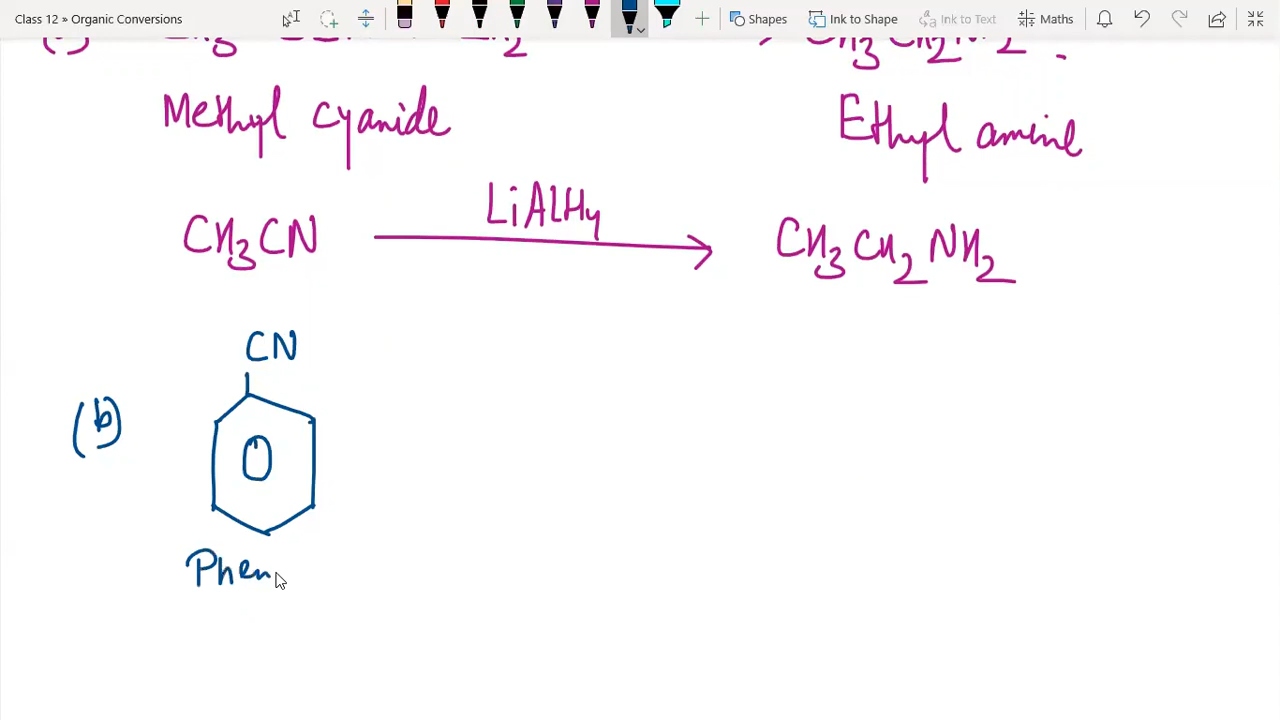 Class 12 » Organic Conversions
Shapes
Ink to Shape
Ink to Text
Maths
CH3CH2NH2
Methyl cyanide
Ethyl amine
LiAlH4
CH3CN
CH3CH2NH2
CN
(b)
Phen